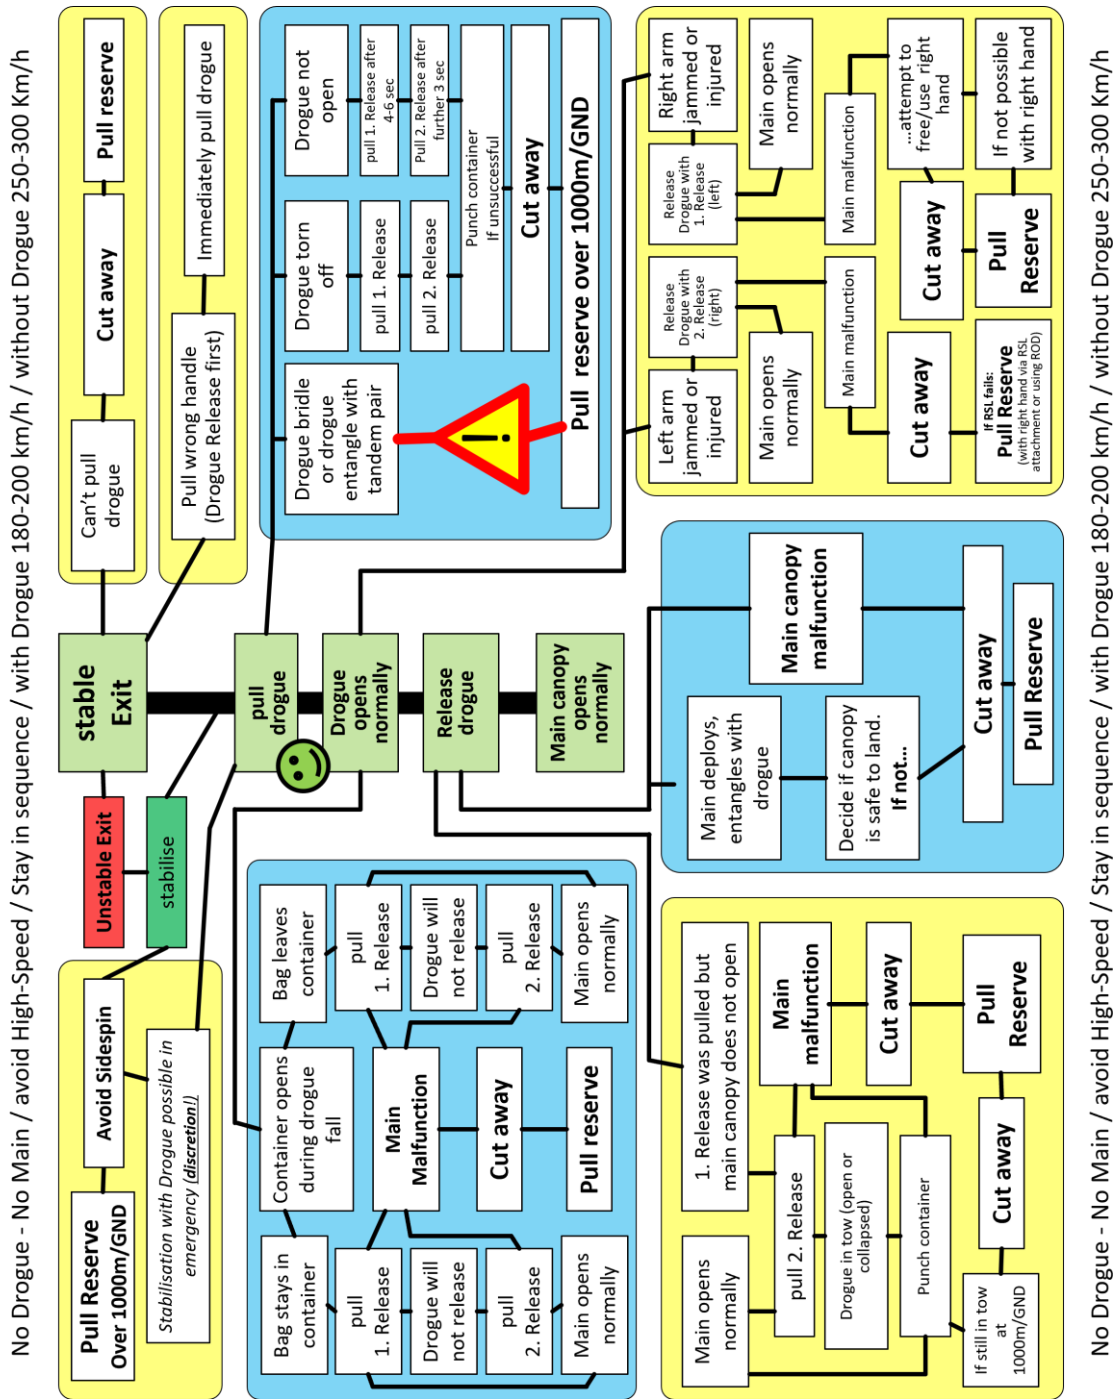 No Drogue - No Main / avoid High-Speed / Stay in sequence / with Drogue 180-200 km/h / without Drogue 250-300 Km/h
Pull Reserve
Over 1000m/GND
Avoid Sidespin
Stabilisation with Drogue possible in
emergency (discretion!)
Unstable Exit
stabilise
stable
Exit
Can't pull
drogue
Cut away
Pull reserve
Pull wrong handle
(Drogue Release first)
Immediately pull drogue
pull
drogue
Drogue opens
normally
Release
drogue
Main canopy
opens
normally
Bag stays in
container
Container opens
during drogue
fall
Bag leaves
container
pull
1. Release
Main
Malfunction
pull
1. Release
Drogue will
not release
Drogue will
not release
pull
2. Release
Cut away
pull
2. Release
Main opens
normally
Pull reserve
Main opens
normally
Drogue bridle
or drogue
entangle with
tandem pair
Drogue torn
off
Drogue not
open
pull 1. Release
pull 1. Release after
4-6 sec
pull 2. Release
Pull 2. Release after
further 3 sec
Punch container
If unsuccessful
Cut away
!
Pull reserve over 1000m/GND
Main opens
normally
1. Release was pulled but
main canopy does not open
pull 2. Release
Main
malfunction
Drogue in tow (open or
collapsed)
Cut away
Punch container
If still in tow
at
1000m/GND
Cut away
Pull
Reserve
Main deploys,
entangles with
drogue
Main canopy
malfunction
Decide if canopy
is safe to land.
If not...
Cut away
Pull Reserve
Left arm
jammed or
injured
Release
Drogue with
2. Release
(right)
Release
Drogue with
1. Release
(left)
Right arm
jammed or
injured
Main opens
normally
Main opens
normally
Main malfunction
Main malfunction
Cut away
Cut away
...attempt to
free/use right
hand
If RSL fails:
Pull Reserve
(with right hand via RSL
attachment or using ROD)
Pull
Reserve
If not possible
with right hand
No Drogue - No Main / avoid High-Speed / Stay in sequence / with Drogue 180-200 km/h / without Drogue 250-300 Km/h